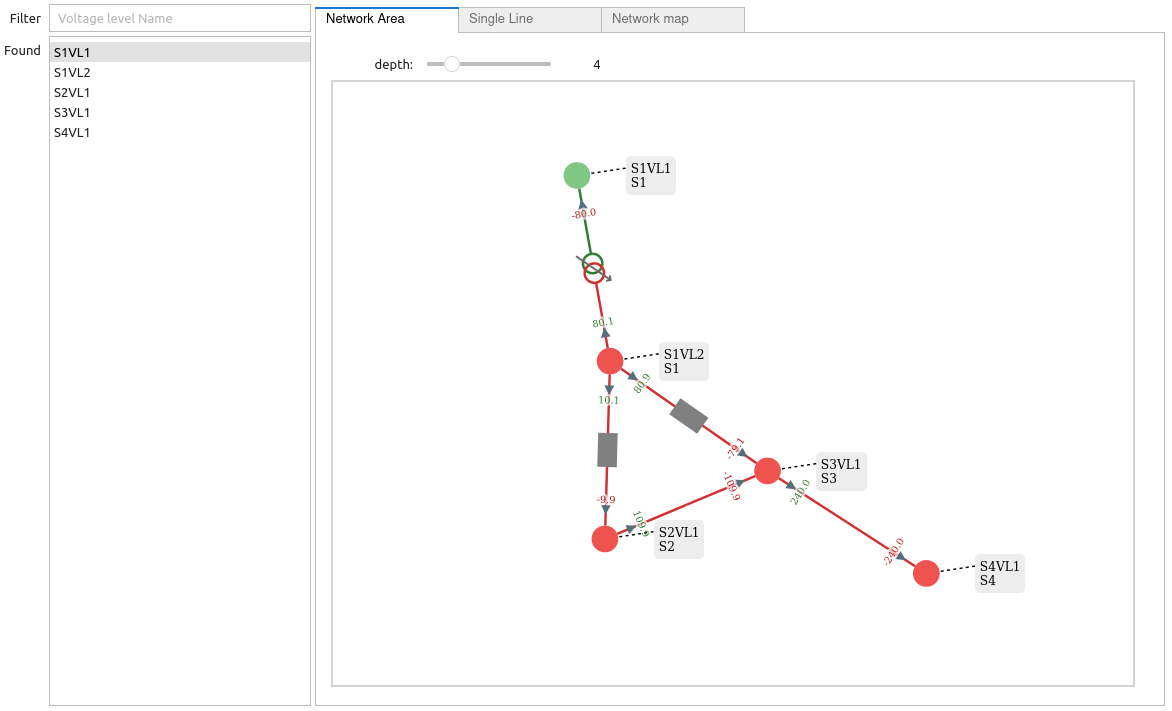 Filter
Voltage level Name
Found
S1VL1
S1VL2
S2VL1
S3VL1
S4VL1
Network Area
Single Line
Network map
depth:
4
S1VL1
S1
-80.0
80.1
S1VL2
S1
80.9
10.1
-79.1
S3VL1
S3
-109.9
240.0
-9.9
109.9
S2VL1
S2
-240.0
S4VL1
S4